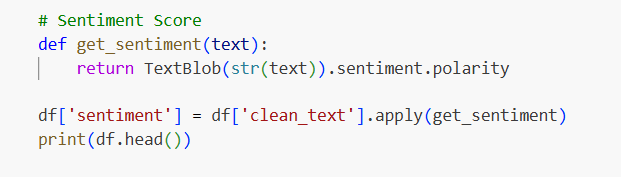 # Sentiment Score
def get_sentiment(text):
    return TextBlob(str(text)).sentiment.polarity

df['sentiment'] = df['clean_text'].apply(get_sentiment)
print(df.head())